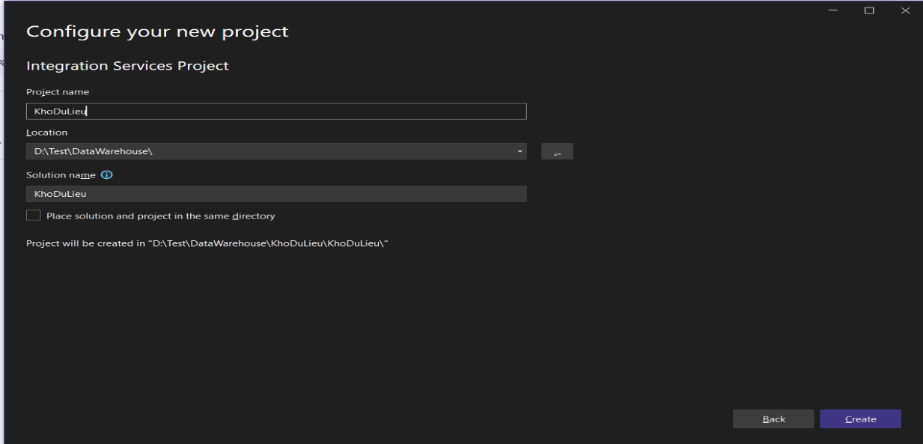 Configure your new project
Integration Services Project
Project name
KhoDuLieu
Location
D:\Test\DataWarehouse\
...
Solution name
KhoDuLieu
Place solution and project in the same directory
Project will be created in "D:\Test\DataWarehouse\KhoDuLieu\KhoDuLieu\"
Back
Create